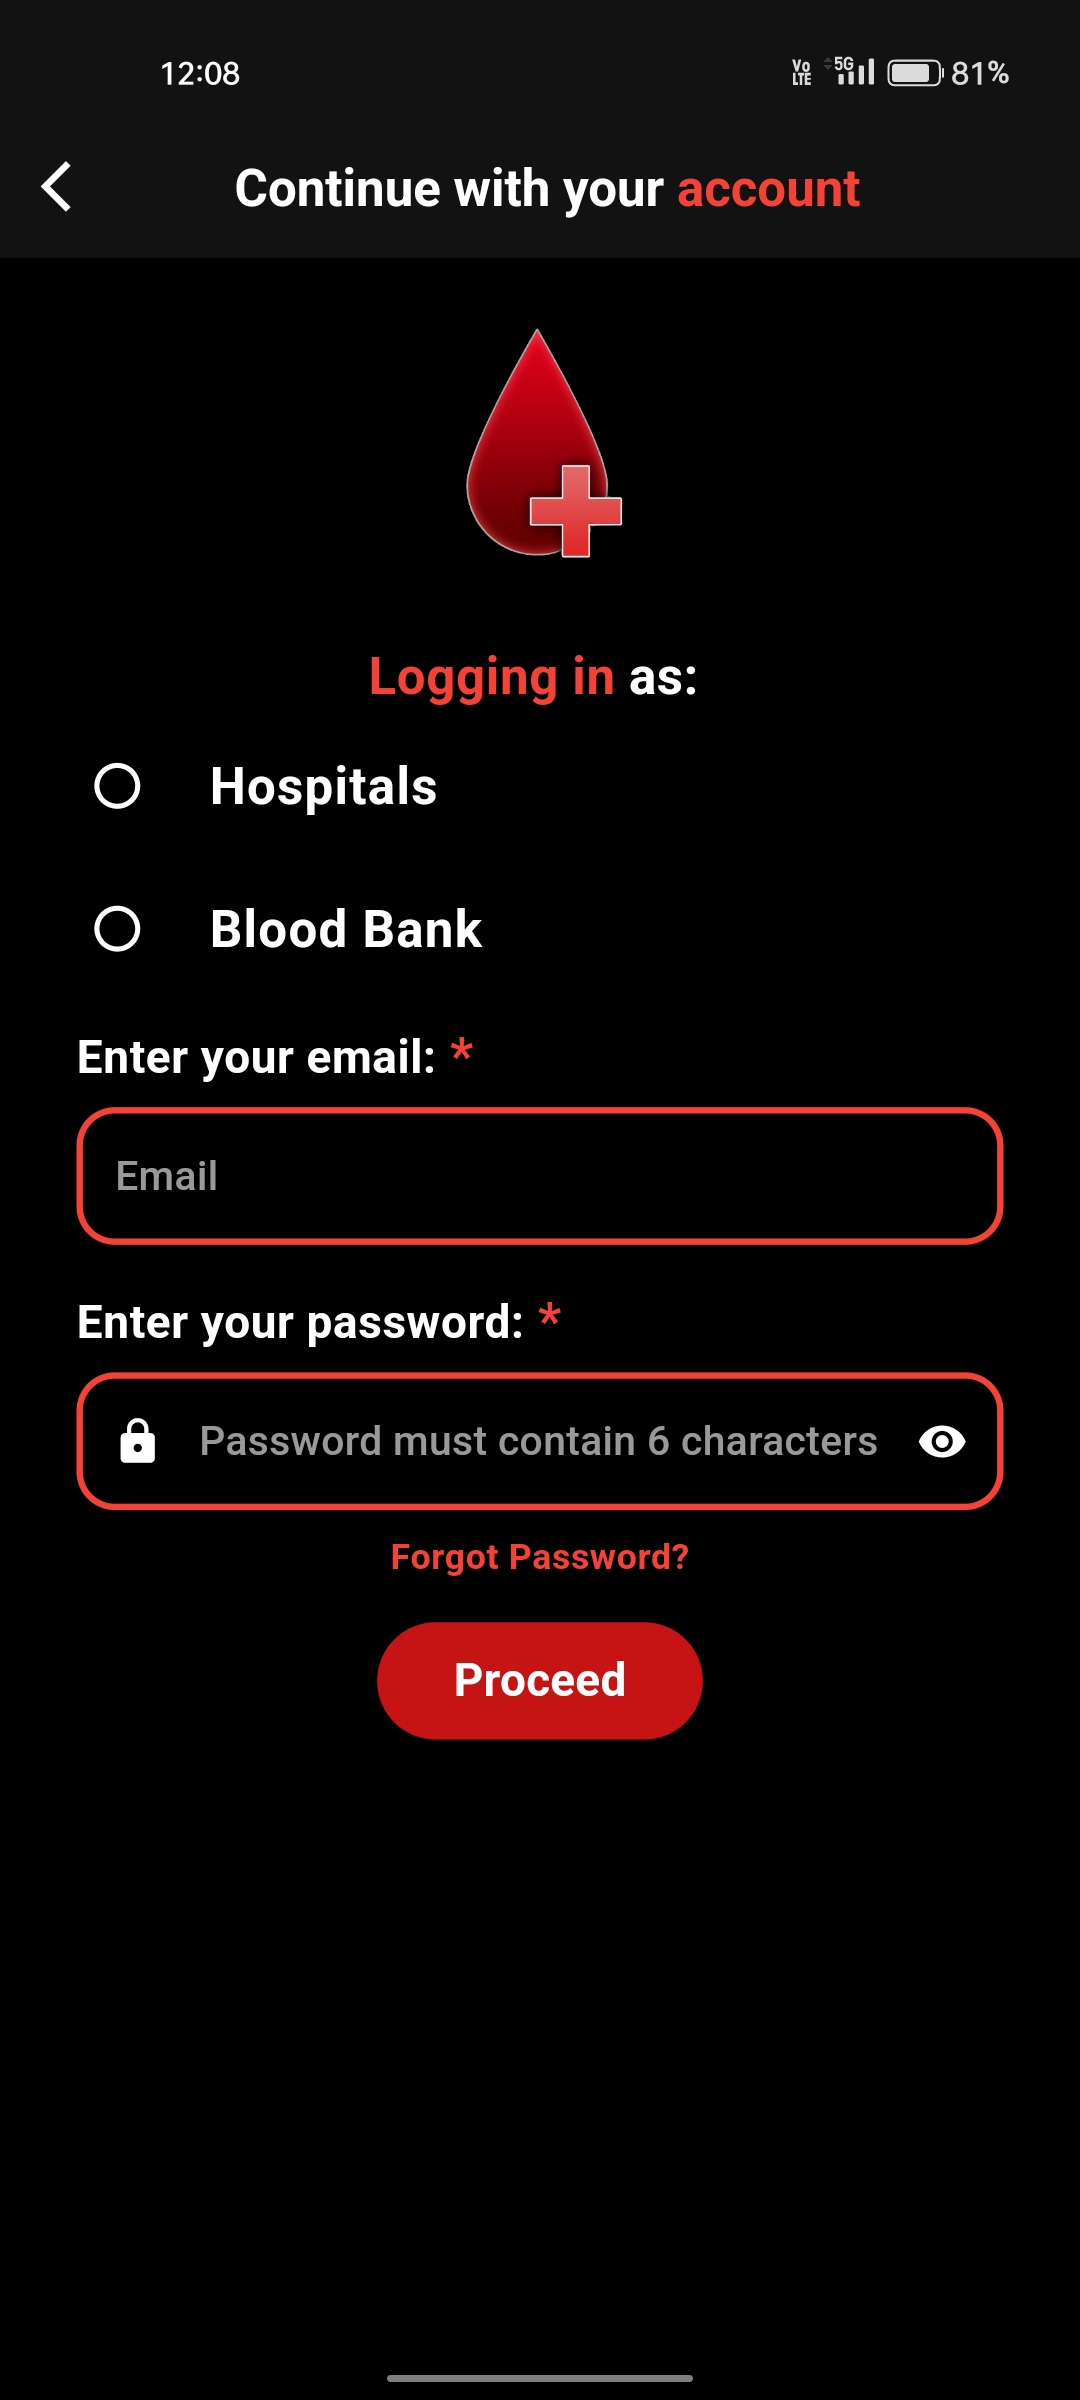 12:08
Vo LTE 5G 81%
Continue with your account
Logging in as:
Hospitals
Blood Bank
Enter your email: *
Email
Enter your password: *
Password must contain 6 characters
Forgot Password?
Proceed